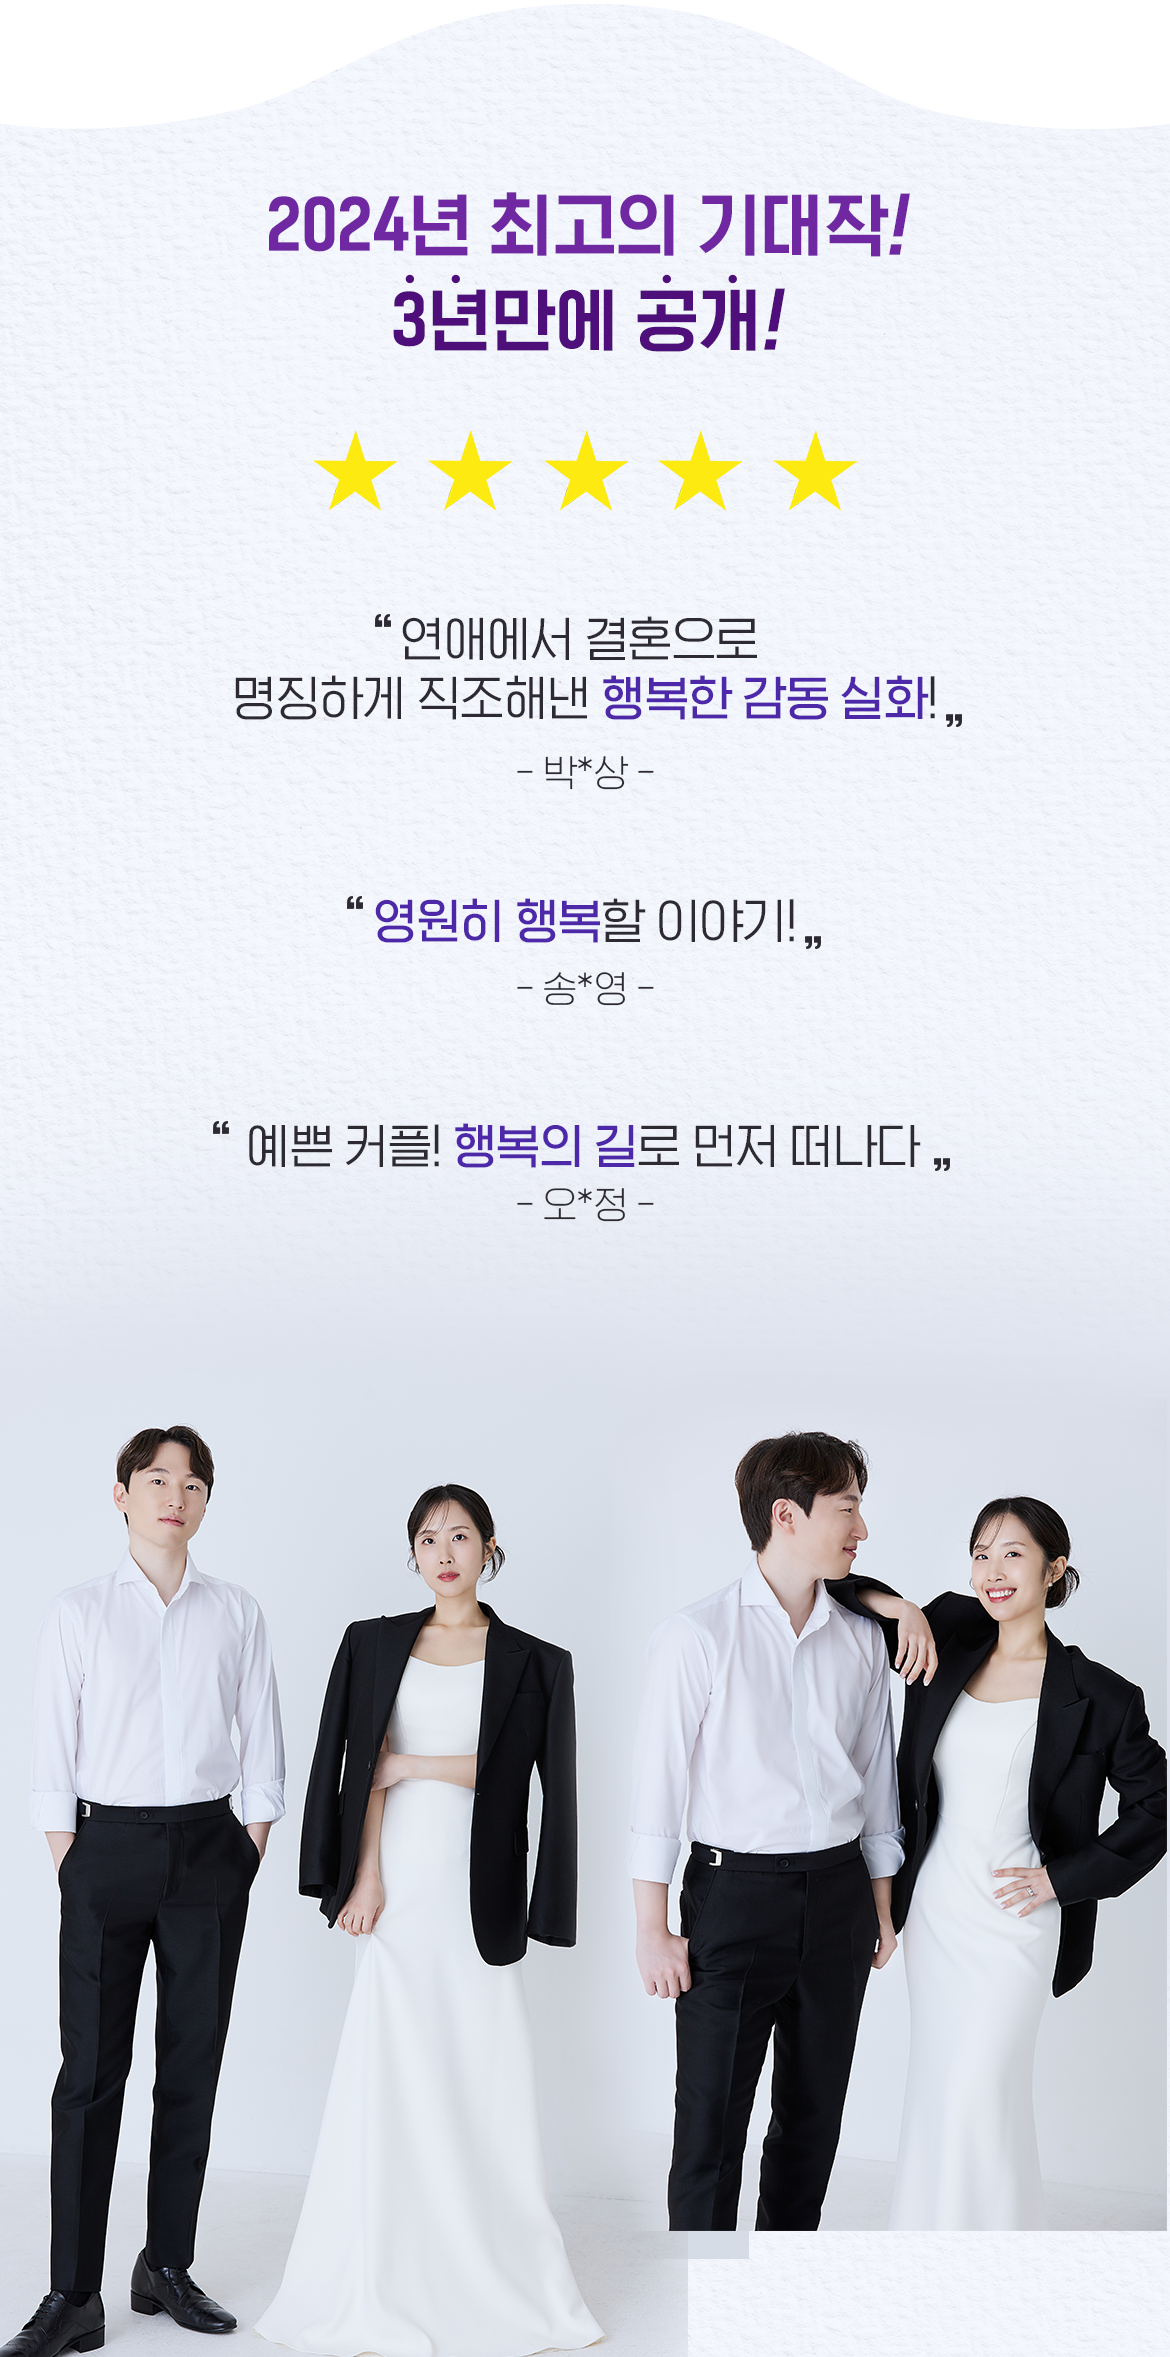 2024년 최고의 기대작!
3년만에 공개!
“ 연애에서 결혼으로
명징하게 직조해낸 행복한 감동 실화! „
- 박*상 -
“ 영원히 행복할 이야기! „
- 송*영 -
“ 예쁜 커플! 행복의 길로 먼저 떠나다 „
- 오*정 -